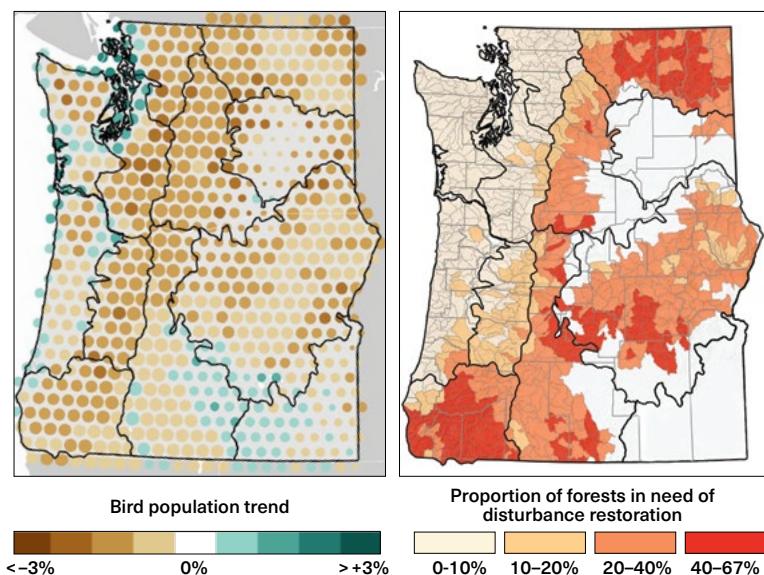 Bird population trend
<–3%
0%
>+3%
Proportion of forests in need of
disturbance restoration
0-10%
10–20%
20–40%
40–67%